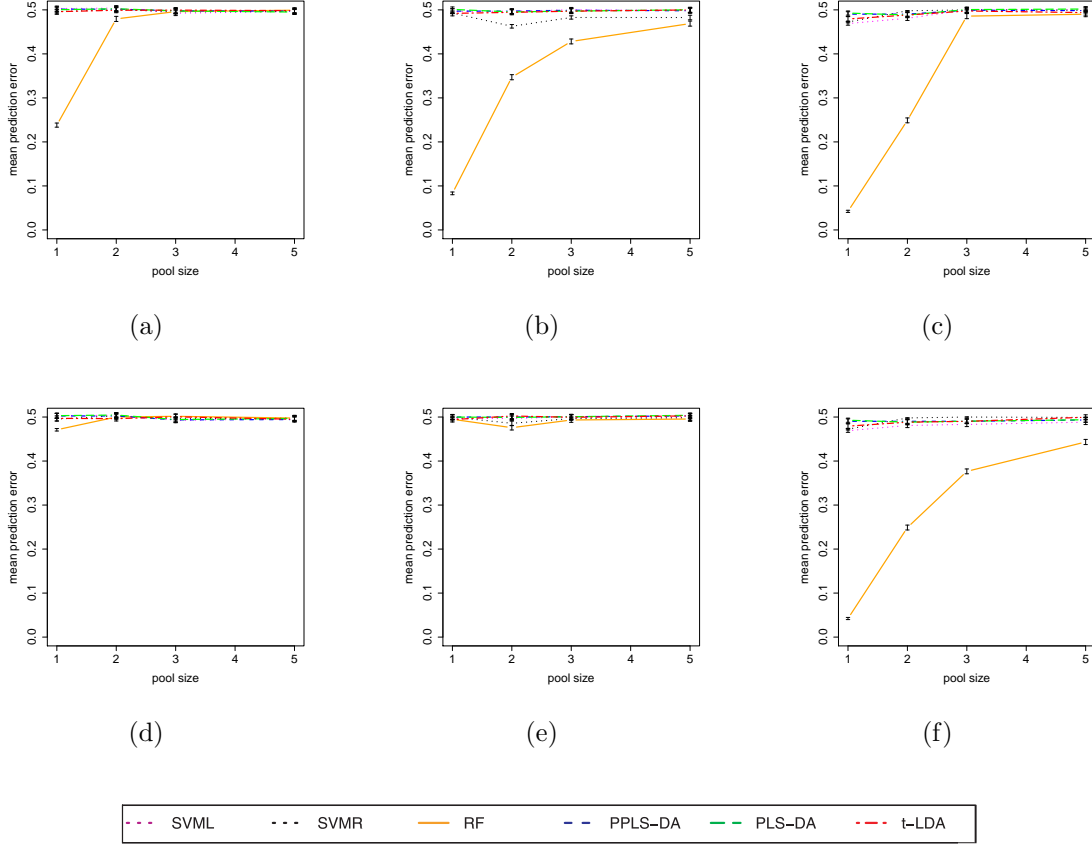 mean prediction error
0.0 0.1 0.2 0.3 0.4 0.5
1 2 3 4 5
pool size
(a)
mean prediction error
0.0 0.1 0.2 0.3 0.4 0.5
1 2 3 4 5
pool size
(b)
mean prediction error
0.0 0.1 0.2 0.3 0.4 0.5
1 2 3 4 5
pool size
(c)
mean prediction error
0.0 0.1 0.2 0.3 0.4 0.5
1 2 3 4 5
pool size
(d)
mean prediction error
0.0 0.1 0.2 0.3 0.4 0.5
1 2 3 4 5
pool size
(e)
mean prediction error
0.0 0.1 0.2 0.3 0.4 0.5
1 2 3 4 5
pool size
(f)
SVML SVMR RF PPLS−DA PLS−DA t−LDA